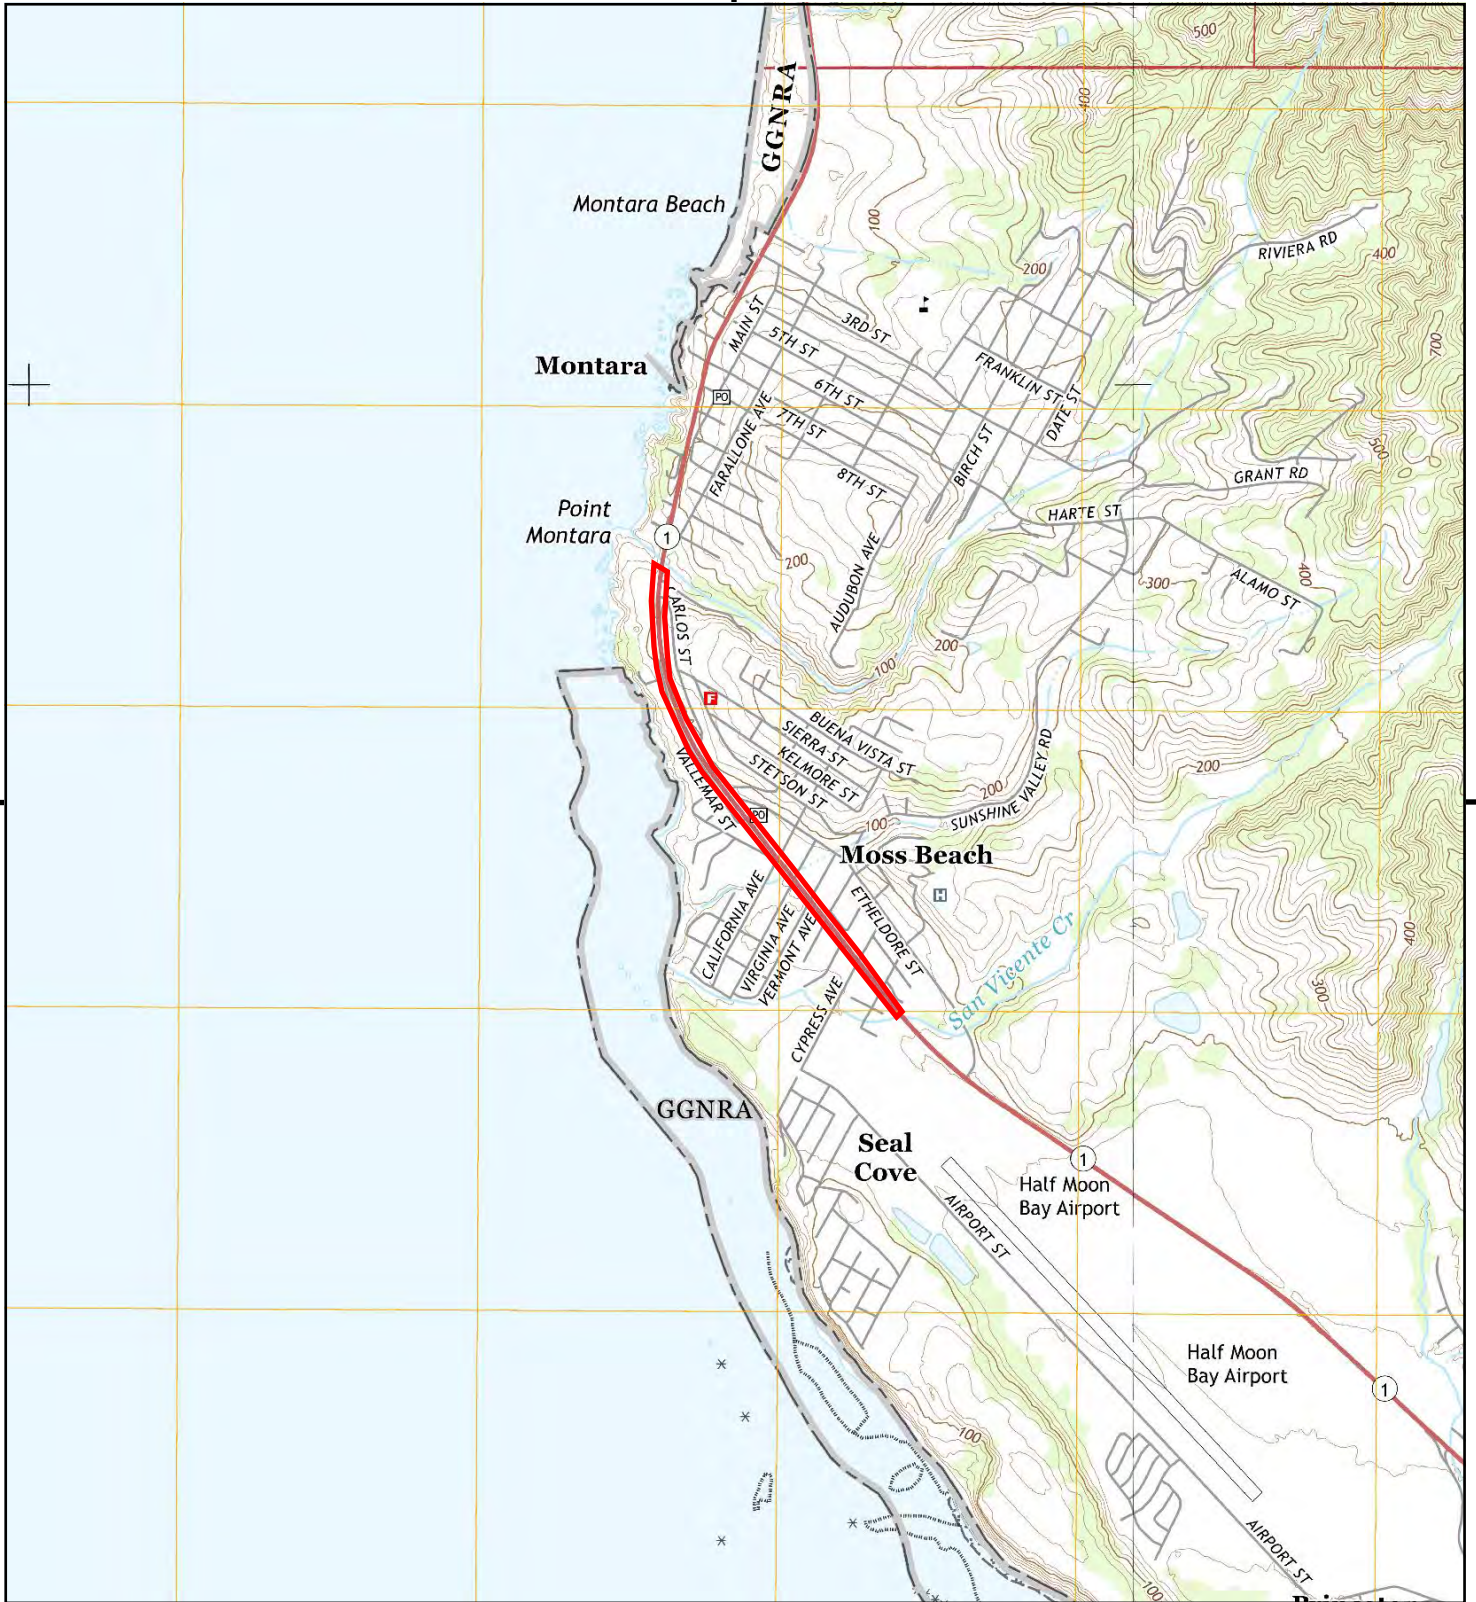 500
GGNRA
400
Montara Beach
100
RIVIERA RD
400
200
MAIN ST
3RD ST
5TH ST
700
Montara
FRANKLIN ST
6TH ST
PO
DATE ST
FARALLONE AVE
7TH ST
BIRCH ST
500
8TH ST
GRANT RD
Point
Montara
HARTE ST
1
200
AUDUBON AVE
300
400
ALAMO ST
CARLOS ST
200
100
F
BUENA VISTA ST
SIERRA ST
KELMORE ST
STETSON ST
VALLEMAR ST
200
SUNSHINE VALLEY RD
200
PO
100
Moss Beach
CALIFORNIA AVE
VIRGINIA AVE
VERMONT AVE
ETHELDORE ST
H
400
San Vicente Cr
300
CYPRESS AVE
GGNRA
Seal
Cove
1
Half Moon
Bay Airport
AIRPORT ST
Half Moon
Bay Airport
1
100
AIRPORT ST
100